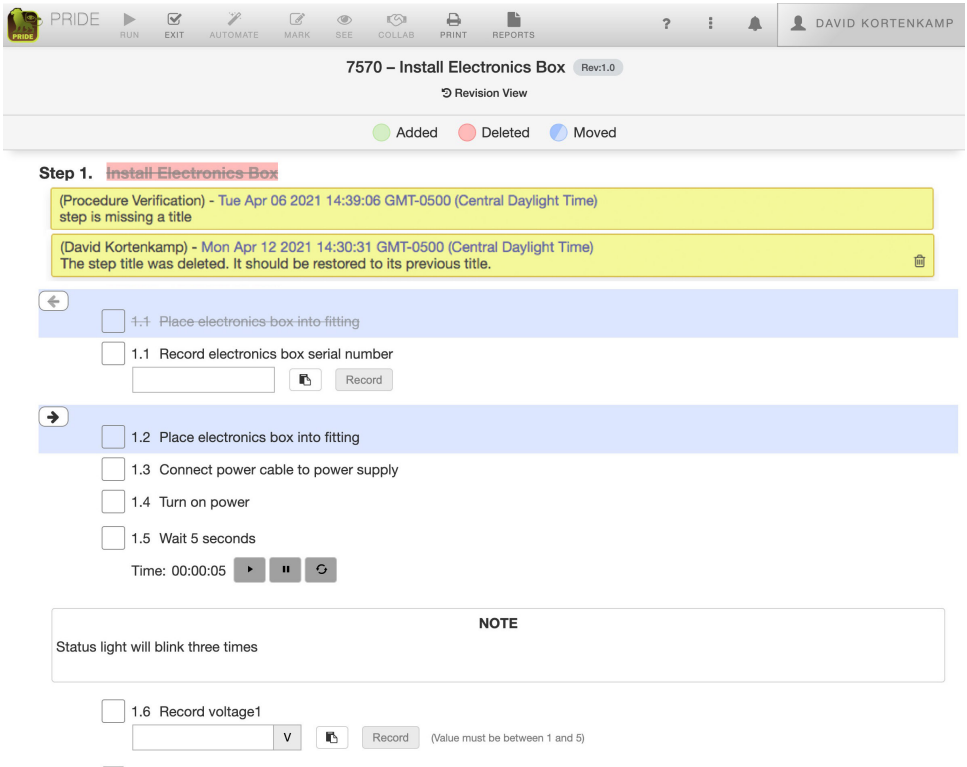 PRIDE
PRIDE
RUN
EXIT
AUTOMATE
MARK
SEE
COLLAB
PRINT
REPORTS
?
DAVID KORTENKAMP
7570 – Install Electronics Box Rev:1.0
Revision View
Added Deleted Moved
Step 1. Install Electronics Box
(Procedure Verification) - Tue Apr 06 2021 14:39:06 GMT-0500 (Central Daylight Time)
step is missing a title
(David Kortenkamp) - Mon Apr 12 2021 14:30:31 GMT-0500 (Central Daylight Time)
The step title was deleted. It should be restored to its previous title.
1.1 Place electronics box into fitting
1.1 Record electronics box serial number
Record
1.2 Place electronics box into fitting
1.3 Connect power cable to power supply
1.4 Turn on power
1.5 Wait 5 seconds
Time: 00:00:05
NOTE
Status light will blink three times
1.6 Record voltage1
V Record (Value must be between 1 and 5)